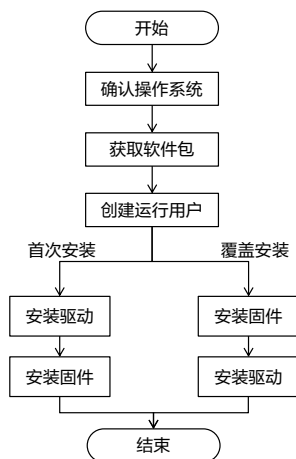 开始
确认操作系统
获取软件包
创建运行用户
首次安装
覆盖安装
安装驱动
安装固件
安装固件
安装驱动
结束